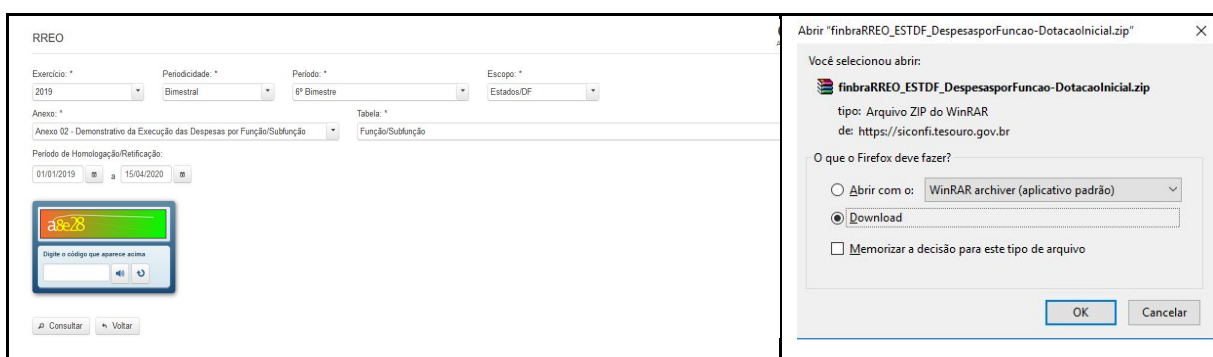 RREO
Exercício: * Periodicidade: * Período: * Escopo: *
2019 Bimestral 6º Bimestre Estados/DF
Anexo: * Tabela: *
Anexo 02 - Demonstrativo da Execução das Despesas por Função/Subfunção Função/Subfunção
Período de Homologação/Retificação:
01/01/2019 a 15/04/2020
a8e28
Digite o código que aparece acima
Consultar Voltar
Abrir "finbraRREO_ESTDF_DespesasporFuncao-DotacaoInicial.zip"
Você selecionou abrir:
finbraRREO_ESTDF_DespesasporFuncao-DotacaoInicial.zip
tipo: Arquivo ZIP do WinRAR
de: https://siconfi.tesouro.gov.br
O que o Firefox deve fazer?
Abrir com o: WinRAR archiver (aplicativo padrão)
Download
Memorizar a decisão para este tipo de arquivo
OK Cancelar